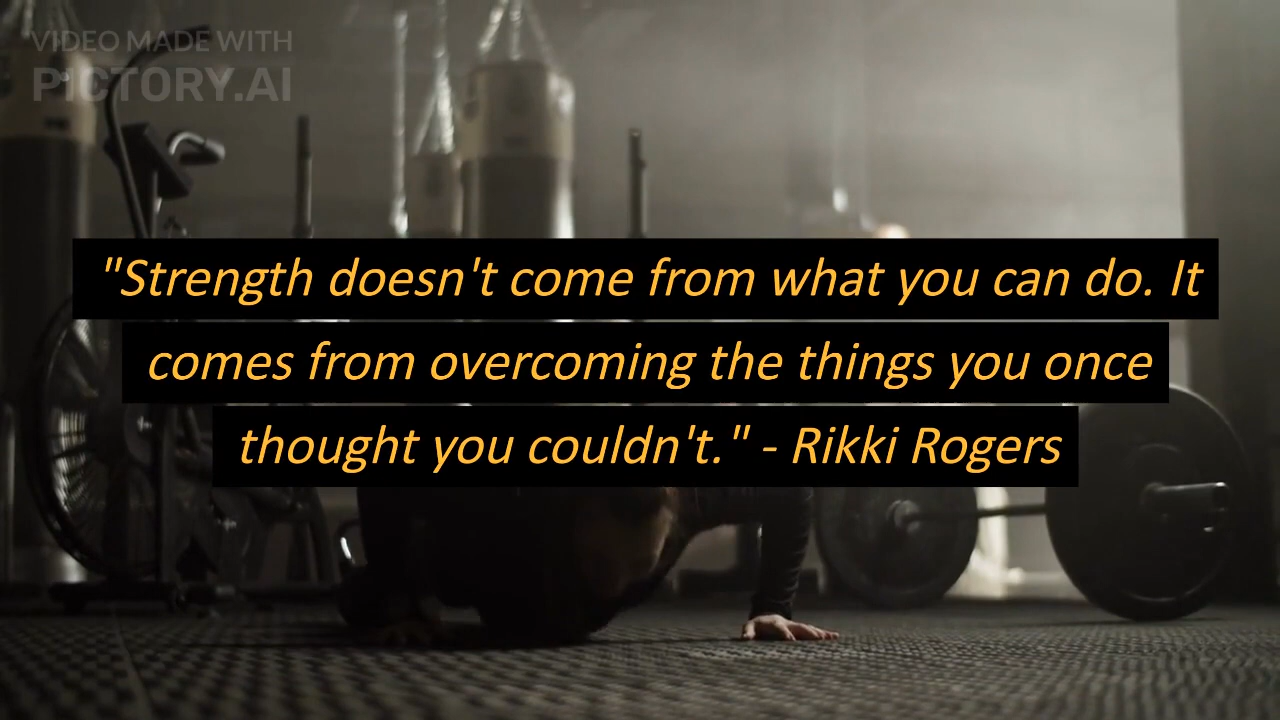 VIDEO MADE WITH
PICTORY.AI
"Strength doesn't come from what you can do. It
comes from overcoming the things you once
thought you couldn't." - Rikki Rogers